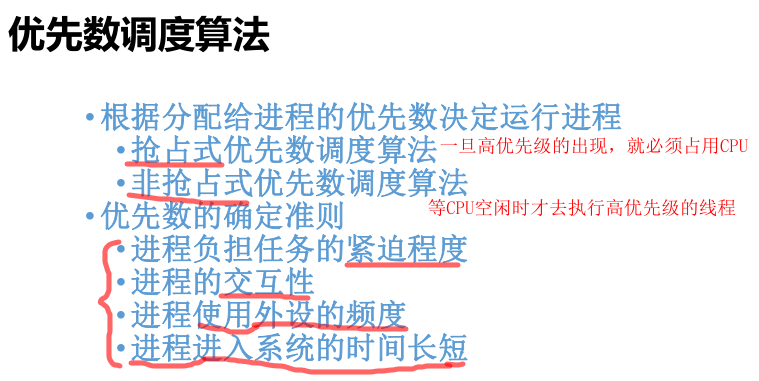 优先数调度算法
•根据分配给进程的优先数决定运行进程
•抢占式优先数调度算法 一旦高优先级的出现，就必须占用CPU
•非抢占式优先数调度算法
•优先数的确定准则 等CPU空闲时才去执行高优先级的线程
•进程负担任务的紧迫程度
•进程的交互性
•进程使用外设的频度
•进程进入系统的时间长短